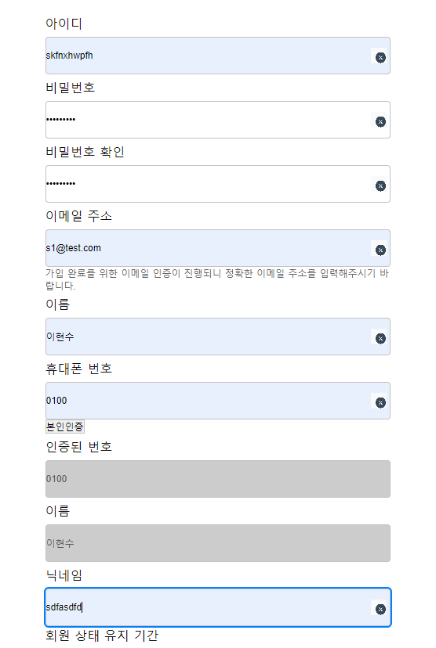 아이디
skfnxhwpfh
비밀번호
•••••••••
비밀번호 확인
•••••••••
이메일 주소
s1@test.com
가입 완료를 위한 이메일 인증이 진행되니 정확한 이메일 주소를 입력해주시기 바
랍니다.
이름
이현수
휴대폰 번호
0100
본인인증
인증된 번호
0100
이름
이현수
닉네임
sdfasdfd
회원 상태 유지 기간